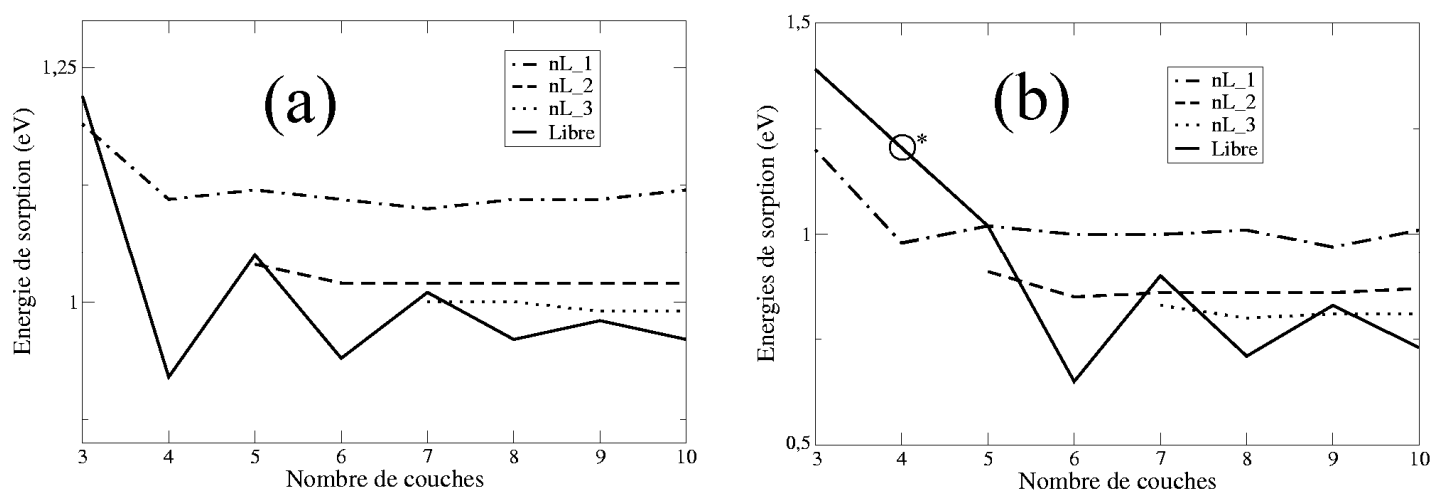 (a)
Energie de sorption (eV)
1,25
1
nL_1
nL_2
nL_3
Libre
3 4 5 6 7 8 9 10
Nombre de couches
(b)
Energies de sorption (eV)
1,5
1
0,5
*
nL_1
nL_2
nL_3
Libre
3 4 5 6 7 8 9 10
Nombre de couches